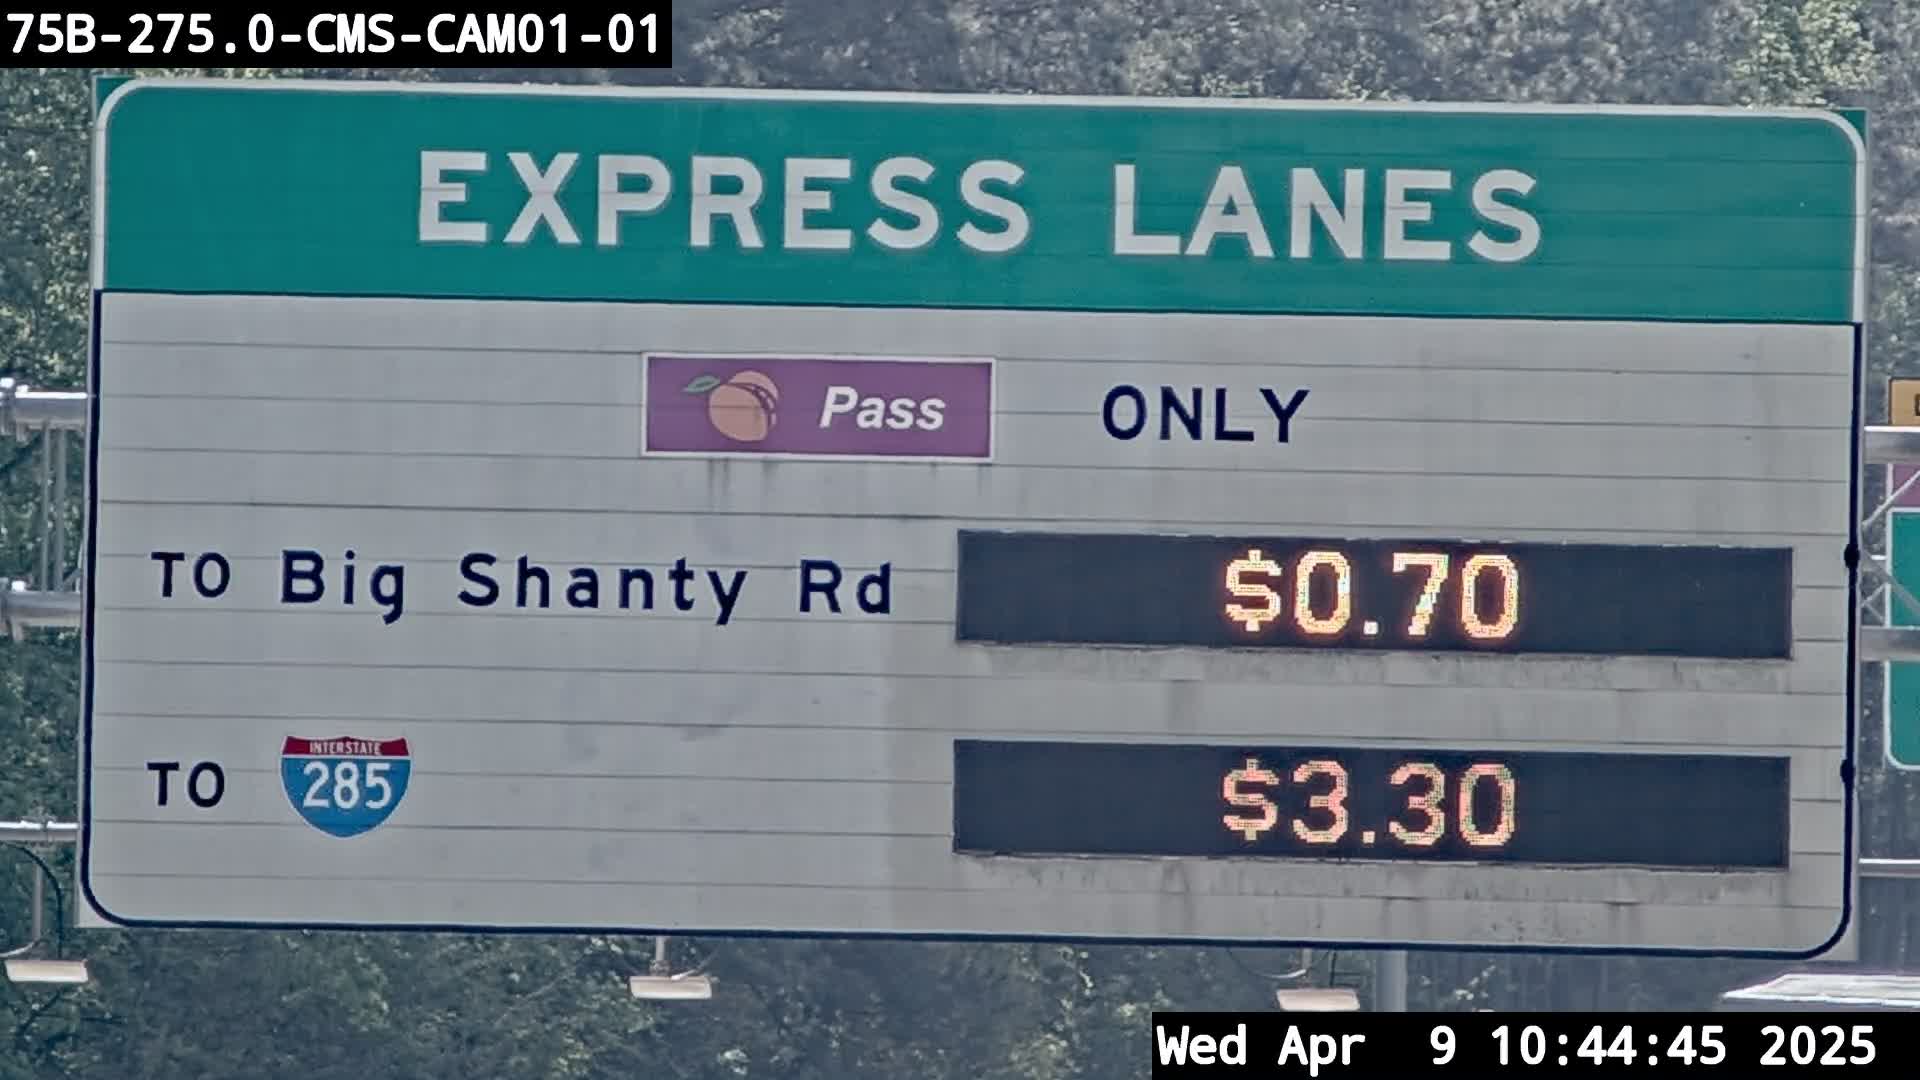 75B-275.0-CMS-CAM01-01
EXPRESS LANES
Pass ONLY
TO Big Shanty Rd $0.70
INTERSTATE
TO 285 $3.30
Wed Apr 9 10:44:45 2025